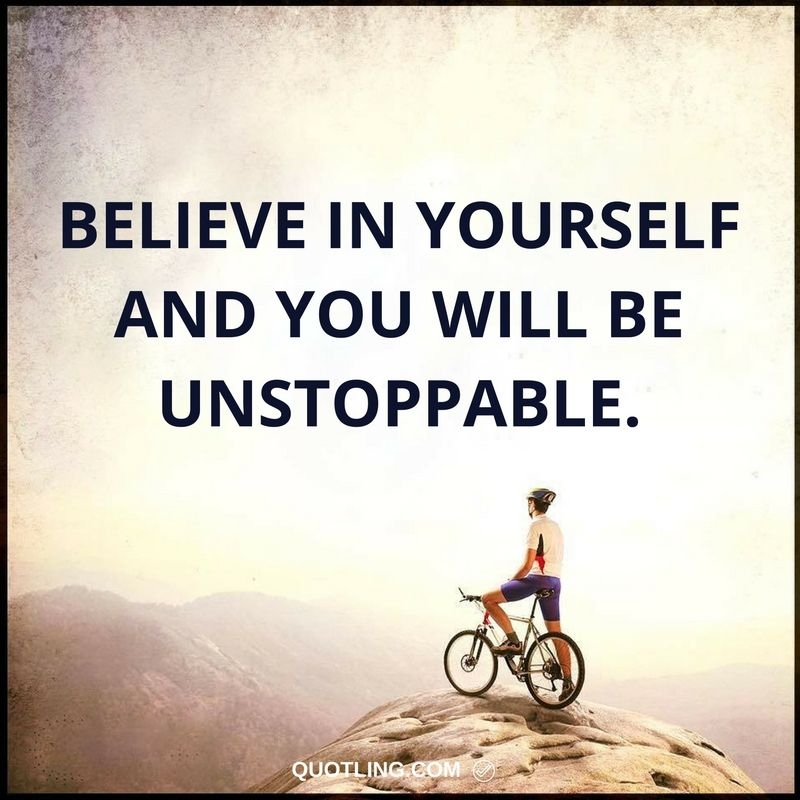 BELIEVE IN YOURSELF
AND YOU WILL BE
UNSTOPPABLE.
QUOTLING.COM